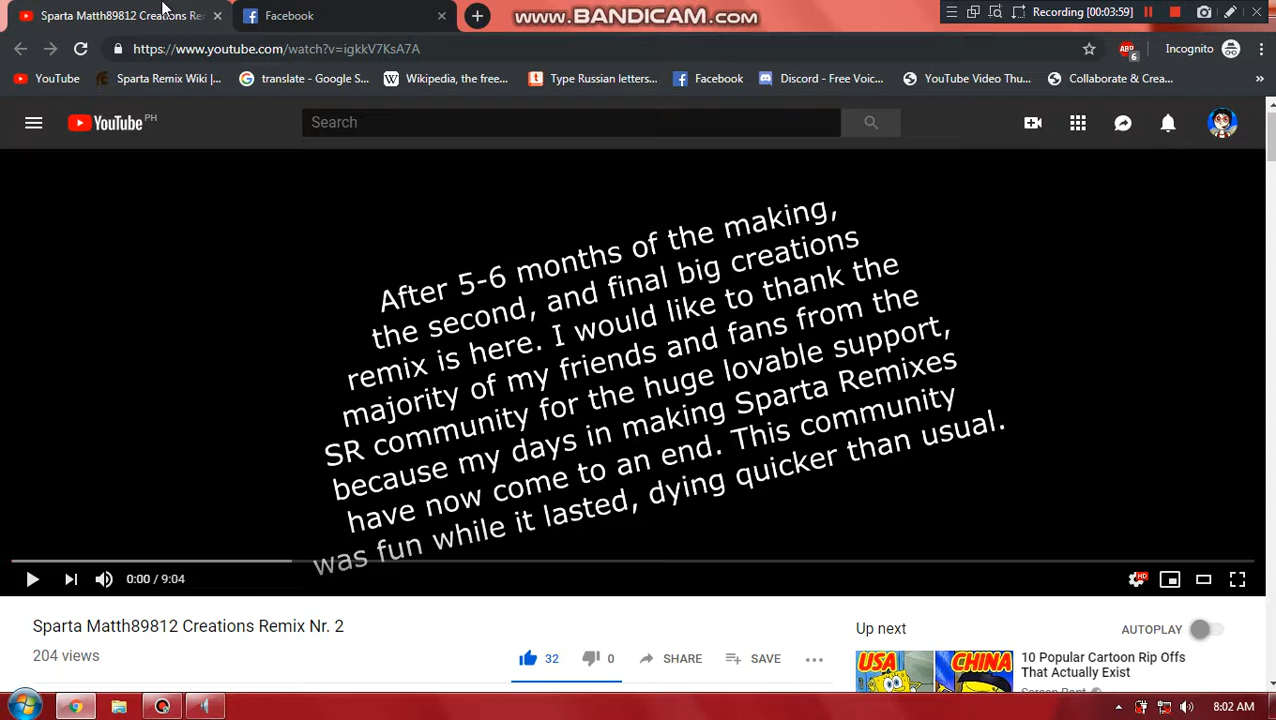 Sparta Matth89812 Creations Re
Facebook
www.BANDICAM.com
Recording [00:03:59]
https://www.youtube.com/watch?v=igkkV7KsA7A
ABP
6
Incognito
YouTube
Sparta Remix Wiki |...
translate - Google S...
Wikipedia, the free...
Type Russian letters...
Facebook
Discord - Free Voic...
YouTube Video Thu...
Collaborate & Crea...
»
YouTube PH
Search
After 5-6 months of the making,
the second, and final big creations
remix is here. I would like to thank the
majority of my friends and fans from the
SR community for the huge lovable support,
because my days in making Sparta Remixes
have now come to an end. This community
was fun while it lasted, dying quicker than usual.
0:00 / 9:04
HD
Sparta Matth89812 Creations Remix Nr. 2
204 views
32
0
SHARE
SAVE
Up next
AUTOPLAY
USA
CHINA
10 Popular Cartoon Rip Offs
That Actually Exist
Screen Rant
8:02 AM